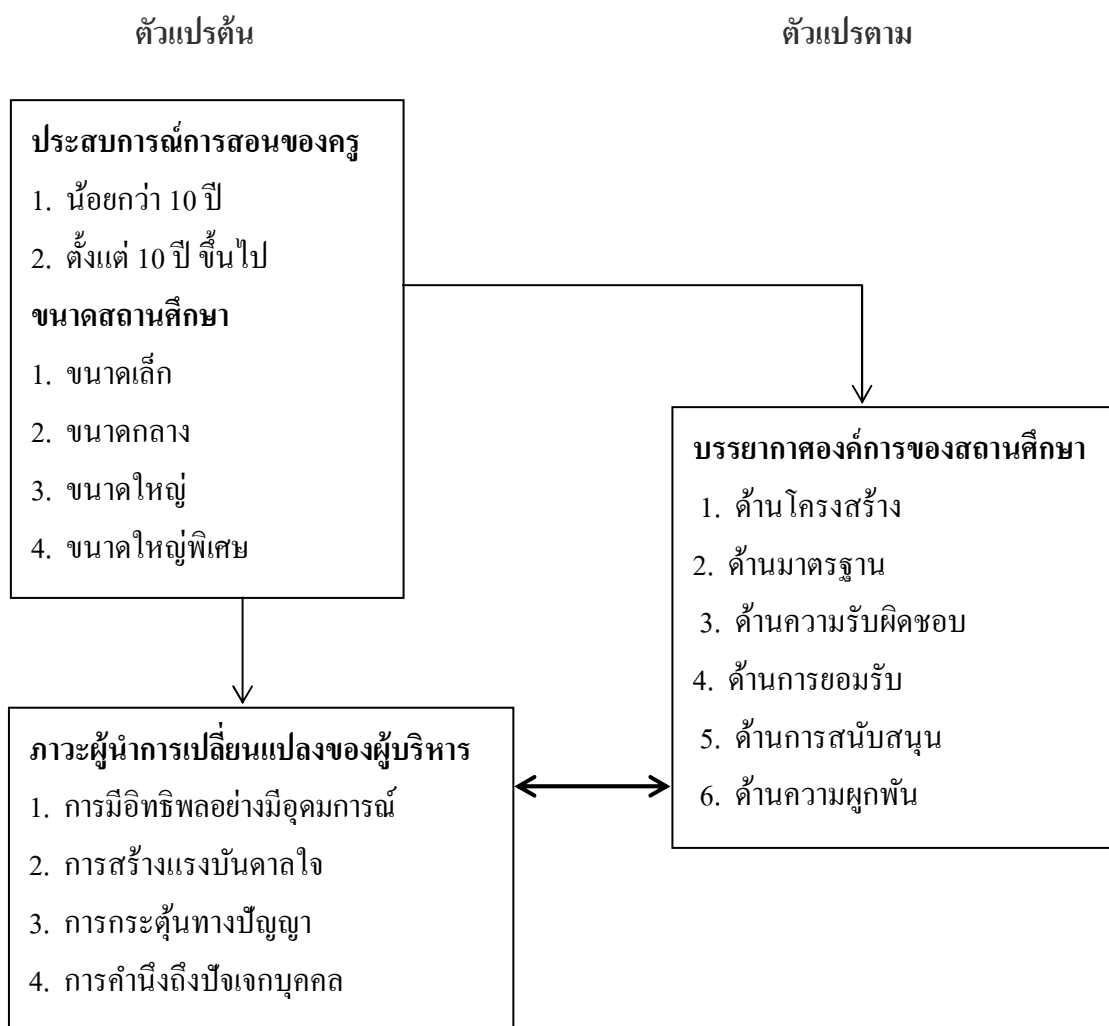 ตัวแปรต้น
ตัวแปรตาม
ประสบการณ์การสอนของครู
1. น้อยกว่า 10 ปี
2. ตั้งแต่ 10 ปี ขึ้นไป
ขนาดสถานศึกษา
1. ขนาดเล็ก
2. ขนาดกลาง
3. ขนาดใหญ่
4. ขนาดใหญ่พิเศษ
บรรยากาศองค์การของสถานศึกษา
1. ด้านโครงสร้าง
2. ด้านมาตรฐาน
3. ด้านความรับผิดชอบ
4. ด้านการยอมรับ
5. ด้านการสนับสนุน
6. ด้านความผูกพัน
ภาวะผู้นำการเปลี่ยนแปลงของผู้บริหาร
1. การมีอิทธิพลอย่างมีอุดมการณ์
2. การสร้างแรงบันดาลใจ
3. การกระตุ้นทางปัญญา
4. การคำนึงถึงปัจเจกบุคคล